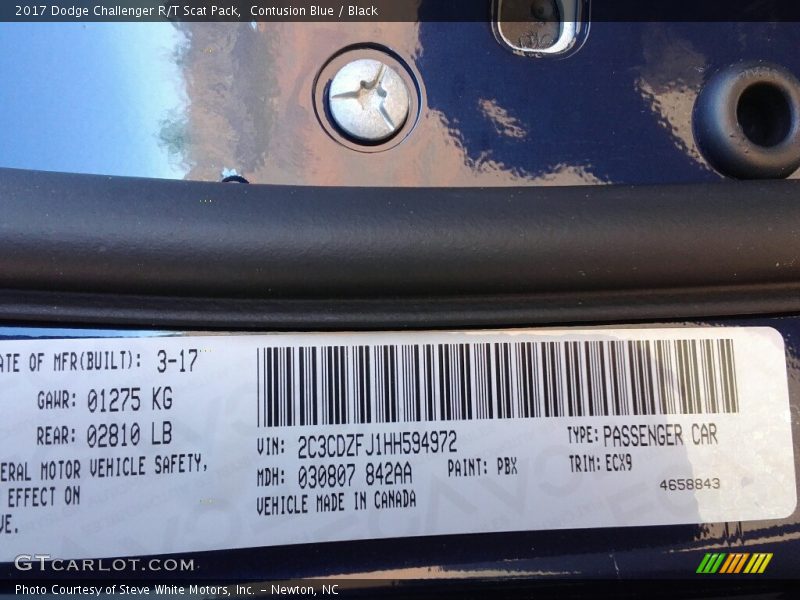 2017 Dodge Challenger R/T Scat Pack, Contusion Blue / Black
ATE OF MFR(BUILT): 3-17
GAWR: 01275 KG
REAR: 02810 LB
ERAL MOTOR VEHICLE SAFETY,
EFFECT ON
VE.
VIN: 2C3CDZFJ1HH594972
TYPE: PASSENGER CAR
MDH: 030807 842AA
PAINT: PBX
TRIM: ECX9
VEHICLE MADE IN CANADA
4658843
GTCARLOT.COM
Photo Courtesy of Steve White Motors, Inc. – Newton, NC